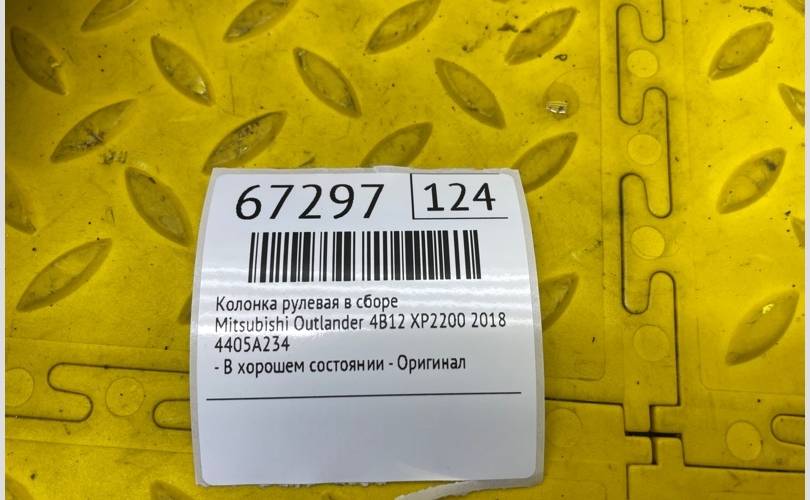 67297 124
Колонка рулевая в сборе
Mitsubishi Outlander 4B12 XP2200 2018
4405A234
- В хорошем состоянии - Оригинал